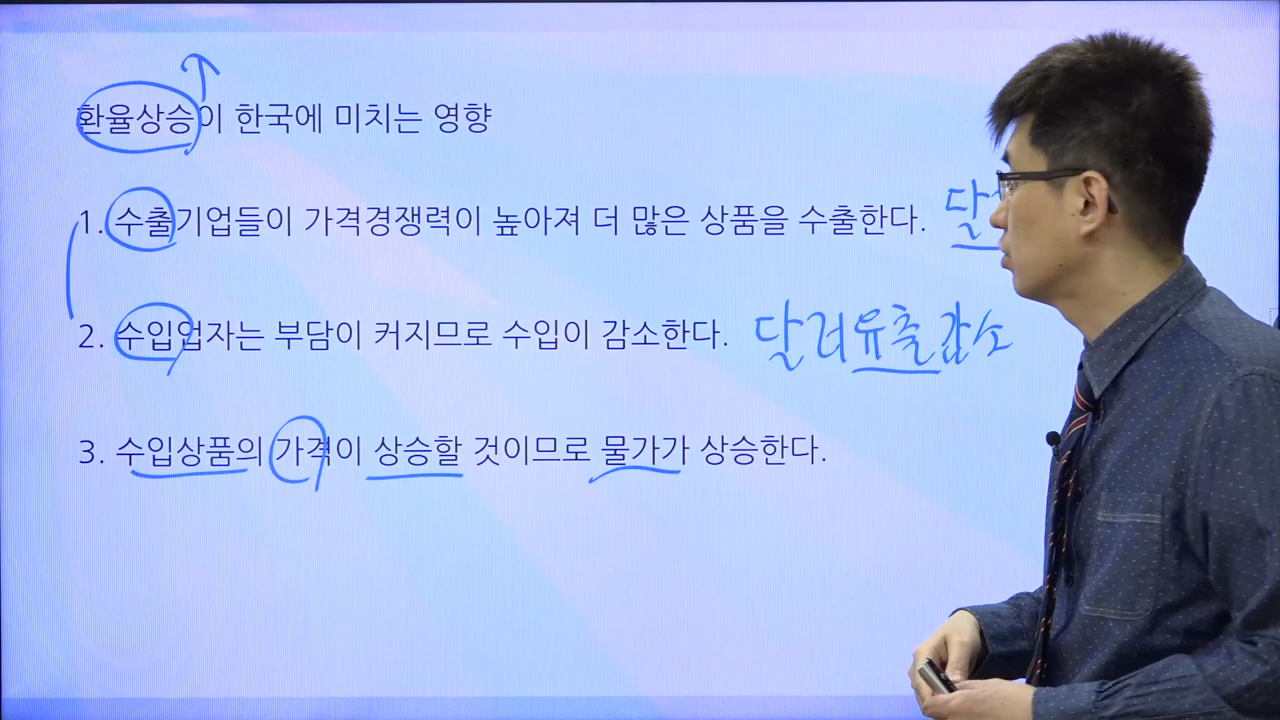 환율상승이 한국에 미치는 영향
1. 수출기업들이 가격경쟁력이 높아져 더 많은 상품을 수출한다.
2. 수입업자는 부담이 커지므로 수입이 감소한다. 달러유출감소
3. 수입상품의 가격이 상승할 것이므로 물가가 상승한다.